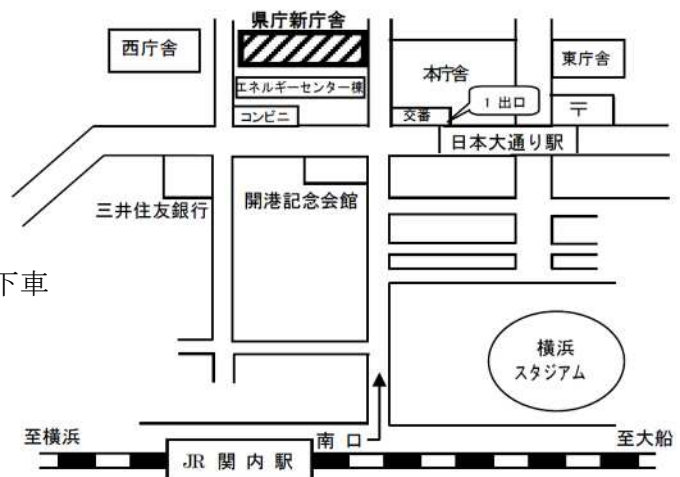 県庁新庁舎
西庁舎
エネルギーセンター棟
コンビニ
本庁舎
東庁舎
1 出口
交番
〒
日本大通り駅
三井住友銀行
開港記念会館
下車
横浜
スタジアム
至横浜
南 口
至大船
JR 関 内 駅